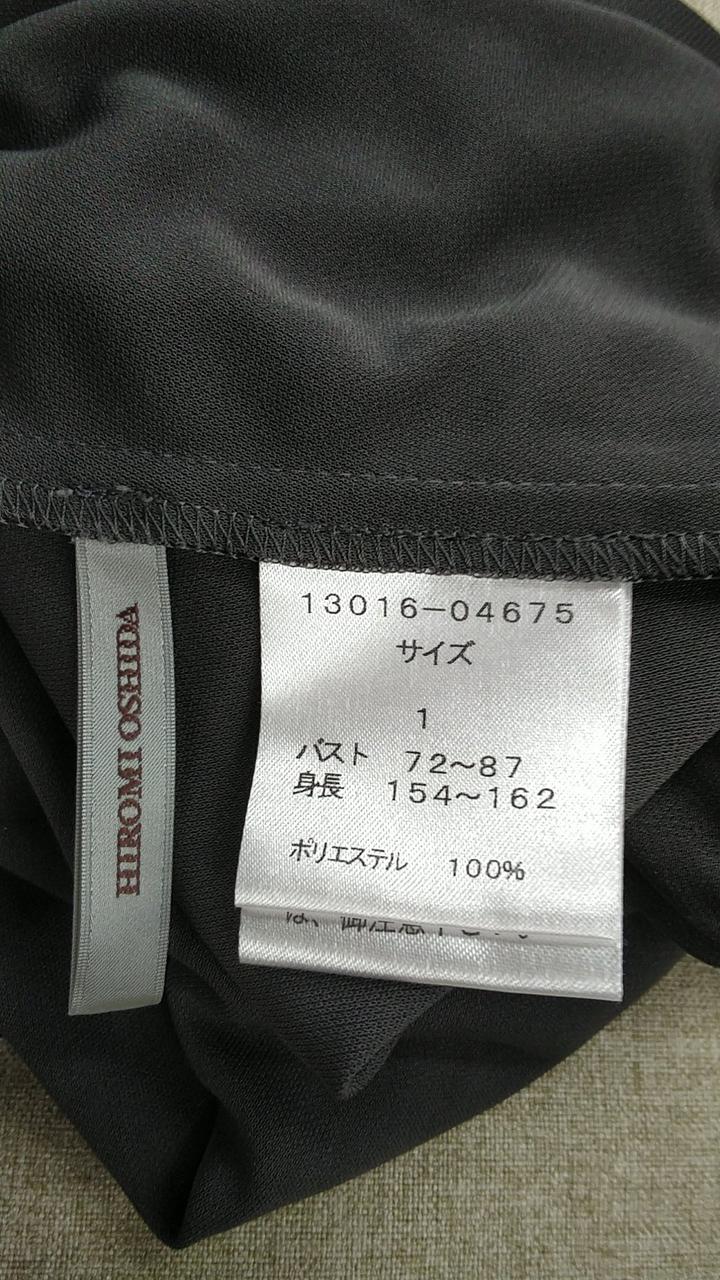 HIROMI OSHIDA
13016−04675
サイズ
1
バスト 72〜87
身長 154〜162
ポリエステル 100%